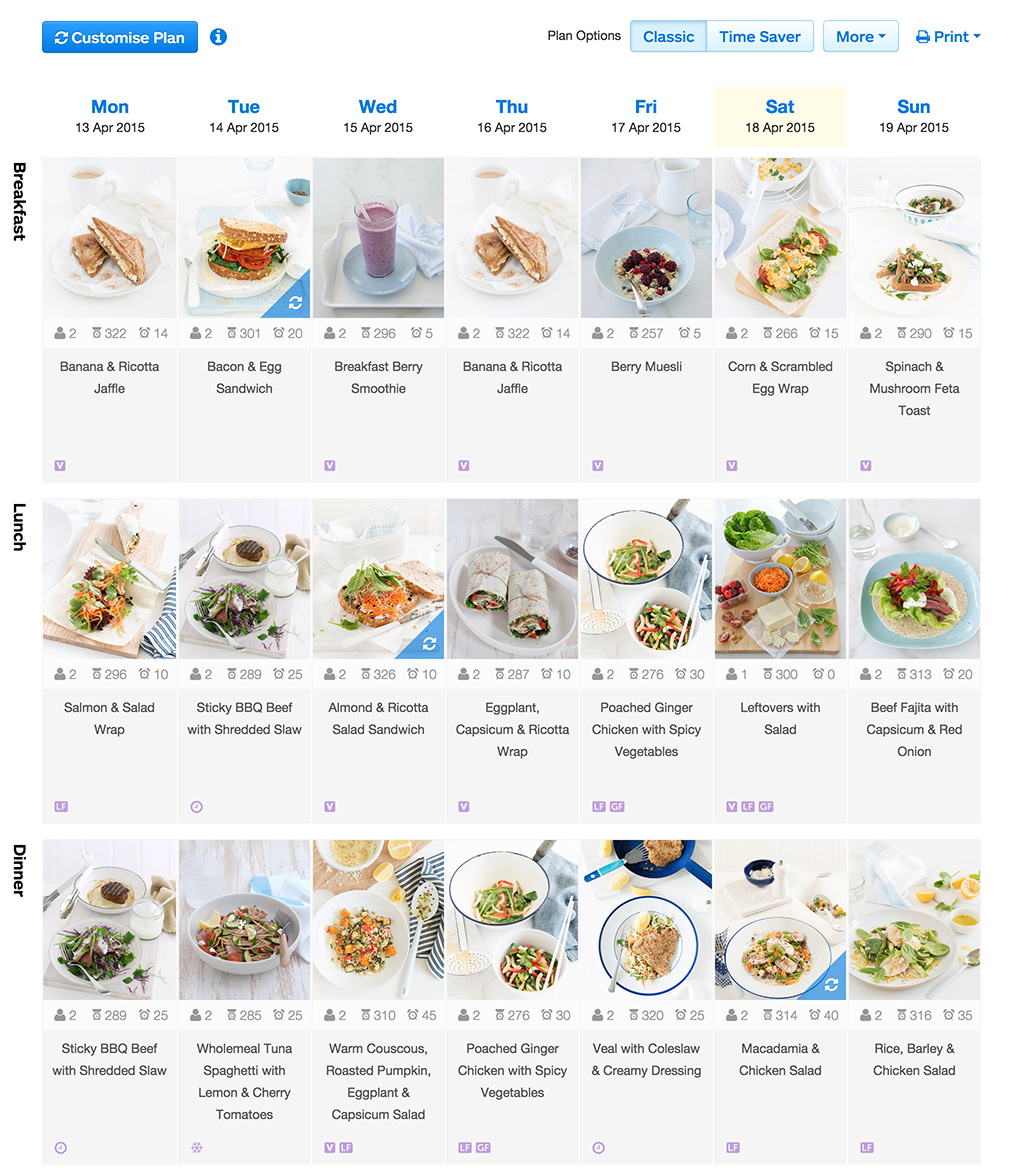 Customise Plan
Plan Options
Classic
Time Saver
More
Print
Mon
13 Apr 2015
Tue
14 Apr 2015
Wed
15 Apr 2015
Thu
16 Apr 2015
Fri
17 Apr 2015
Sat
18 Apr 2015
Sun
19 Apr 2015
Breakfast
2 322 14
2 301 20
2 296 5
2 322 14
2 257 5
2 266 15
2 290 15
Banana & Ricotta
Jaffle
Bacon & Egg
Sandwich
Breakfast Berry
Smoothie
Banana & Ricotta
Jaffle
Berry Muesli
Corn & Scrambled
Egg Wrap
Spinach &
Mushroom Feta
Toast
V
V
V
V
V
V
Lunch
2 296 10
2 289 25
2 326 10
2 287 10
2 276 30
1 300 0
2 313 20
Salmon & Salad
Wrap
Sticky BBQ Beef
with Shredded Slaw
Almond & Ricotta
Salad Sandwich
Eggplant,
Capsicum & Ricotta
Wrap
Poached Ginger
Chicken with Spicy
Vegetables
Leftovers with
Salad
Beef Fajita with
Capsicum & Red
Onion
LF
V
V
LF GF
V LF GF
Dinner
2 289 25
2 285 25
2 310 45
2 276 30
2 320 25
2 314 40
2 316 35
Sticky BBQ Beef
with Shredded Slaw
Wholemeal Tuna
Spaghetti with
Lemon & Cherry
Tomatoes
Warm Couscous,
Roasted Pumpkin,
Eggplant &
Capsicum Salad
Poached Ginger
Chicken with Spicy
Vegetables
Veal with Coleslaw
& Creamy Dressing
Macadamia &
Chicken Salad
Rice, Barley &
Chicken Salad
V LF
LF GF
LF
LF